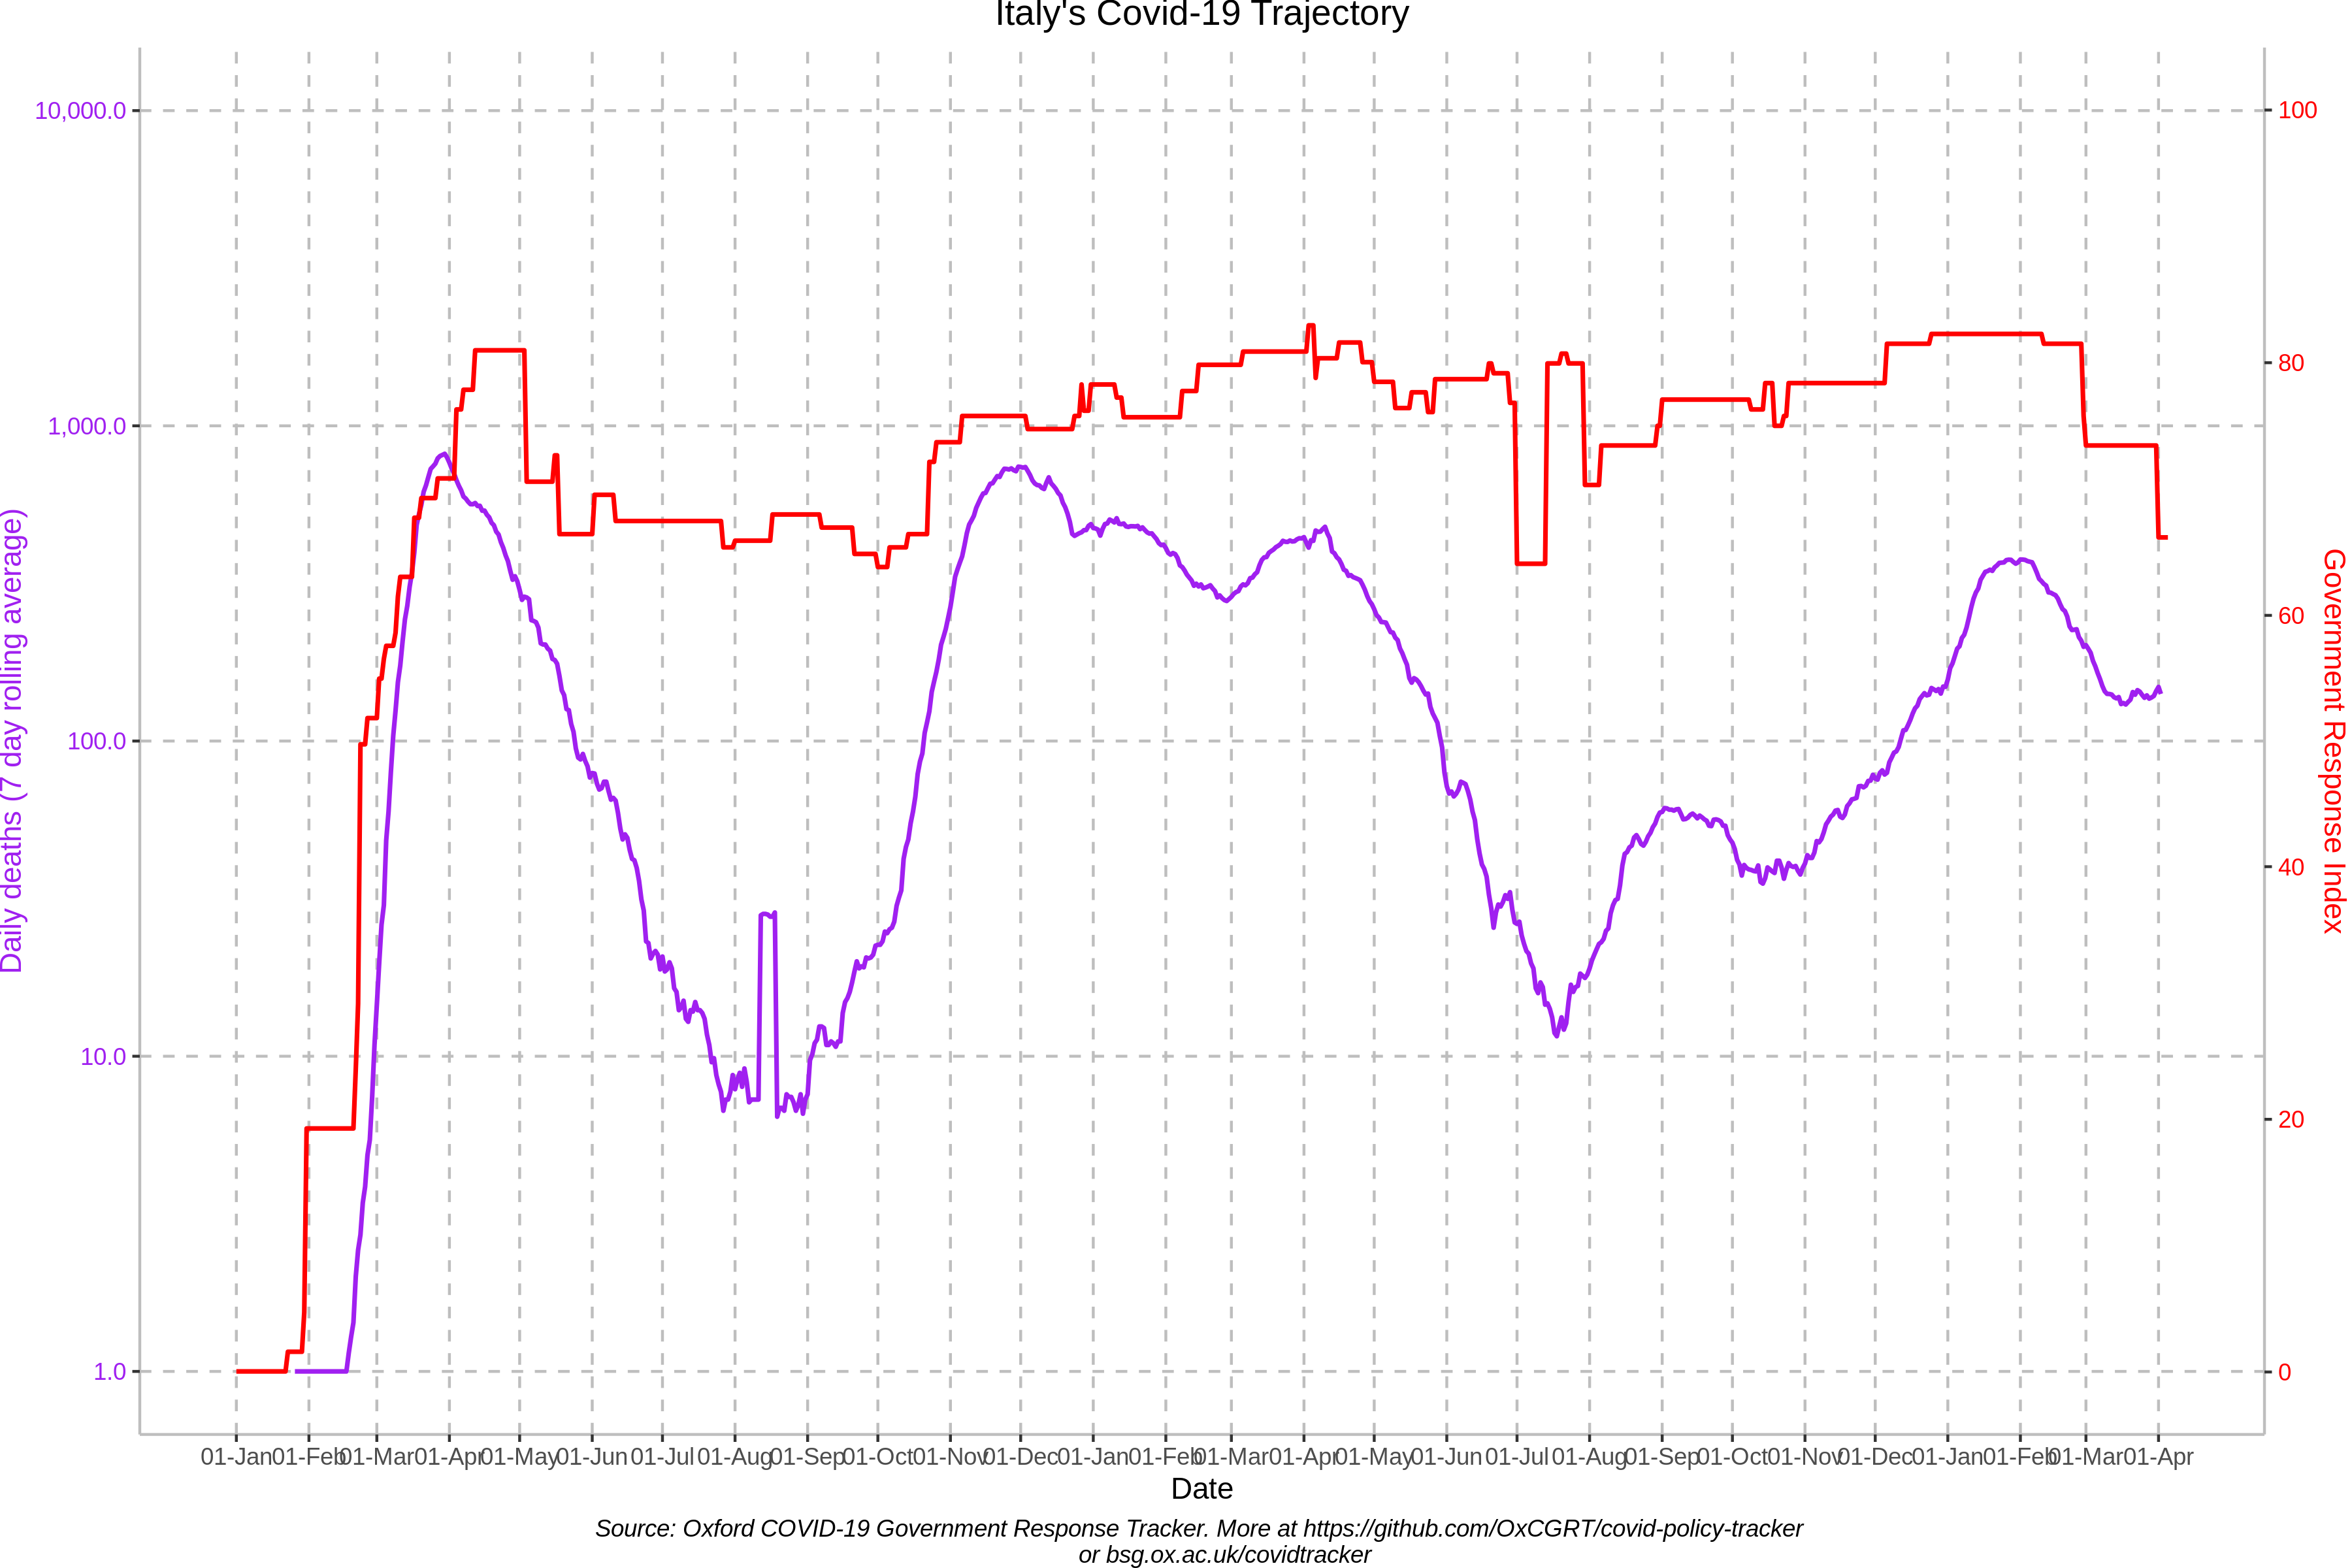 Italy's Covid-19 Trajectory
10,000.0
1,000.0
100.0
10.0
1.0
Daily deaths (7 day rolling average)
100
80
60
40
20
0
Government Response Index
01-Jan 01-Feb 01-Mar 01-Apr 01-May 01-Jun 01-Jul 01-Aug 01-Sep 01-Oct 01-Nov 01-Dec 01-Jan 01-Feb 01-Mar 01-Apr 01-May 01-Jun 01-Jul 01-Aug 01-Sep 01-Oct 01-Nov 01-Dec 01-Jan 01-Feb 01-Mar 01-Apr
Date
Source: Oxford COVID-19 Government Response Tracker. More at https://github.com/OxCGRT/covid-policy-tracker
or bsg.ox.ac.uk/covidtracker